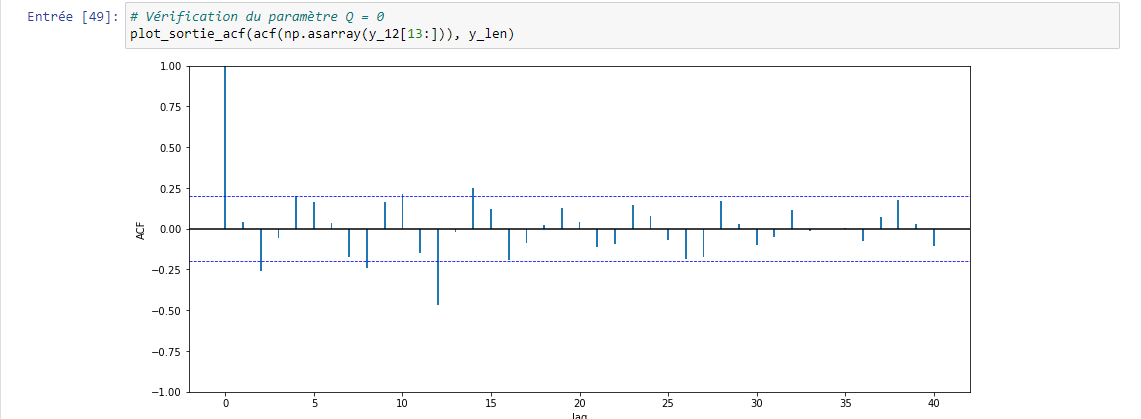 Entrée [49]: # Vérification du paramètre Q = 0
plot_sortie_acf(acf(np.asarray(y_12[13:])), y_len)
1.00
0.75
0.50
0.25
0.00
−0.25
−0.50
−0.75
−1.00
ACF
0 5 10 15 20 25 30 35 40
lag